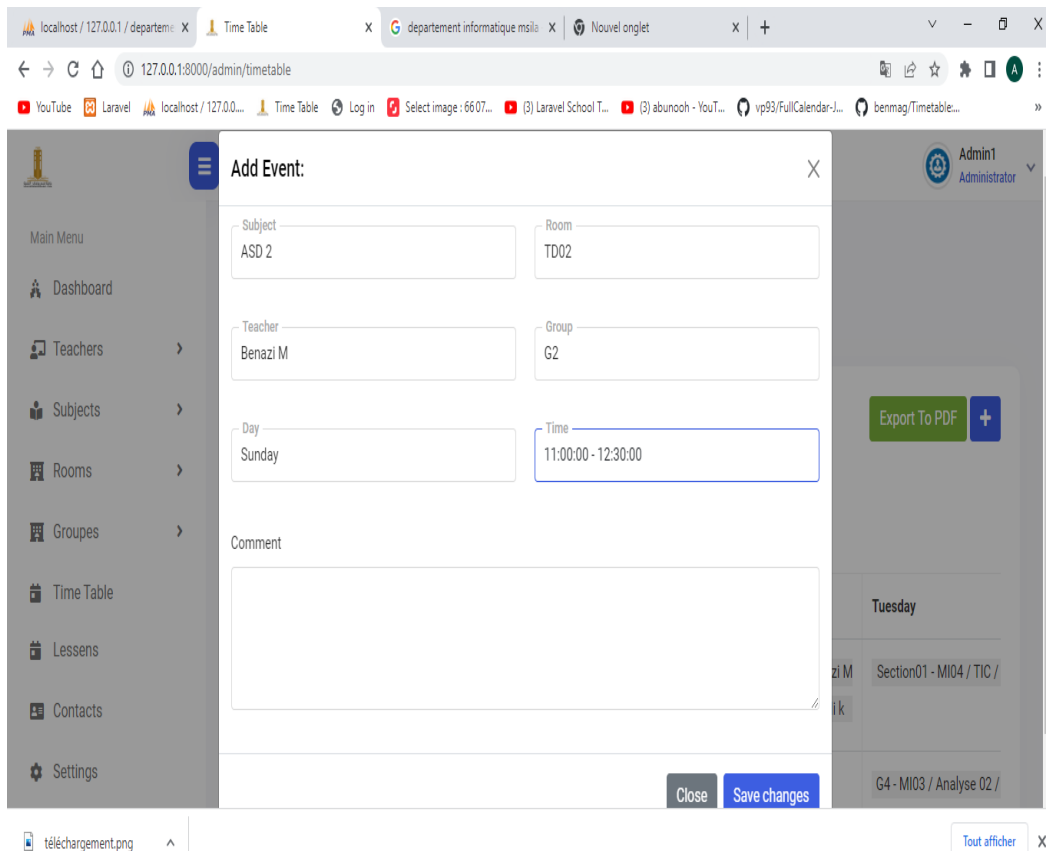 localhost / 127.0.0.1 / departeme X Time Table X departement informatique msila X Nouvel onglet X +
127.0.0.1:8000/admin/timetable A
YouTube Laravel localhost / 127.0.0.... Time Table Log in Select image : 6607... (3) Laravel School T... (3) abunooh - YouT... vp93/FullCalendar-J... benmag/Timetable:... »
Add Event: X
Admin1
Administrator
Main Menu
Dashboard
Teachers
Subjects
Rooms
Groupes
Time Table
Lessens
Contacts
Settings
Subject Room
ASD 2 TD02
Teacher Group
Benazi M G2
Day Time
Sunday 11:00:00 - 12:30:00
Comment
Close Save changes
Export To PDF +
Tuesday
zi M Section01 - MI04 / TIC /
i k
G4 - MI03 / Analyse 02 /
téléchargement.png Tout afficher X